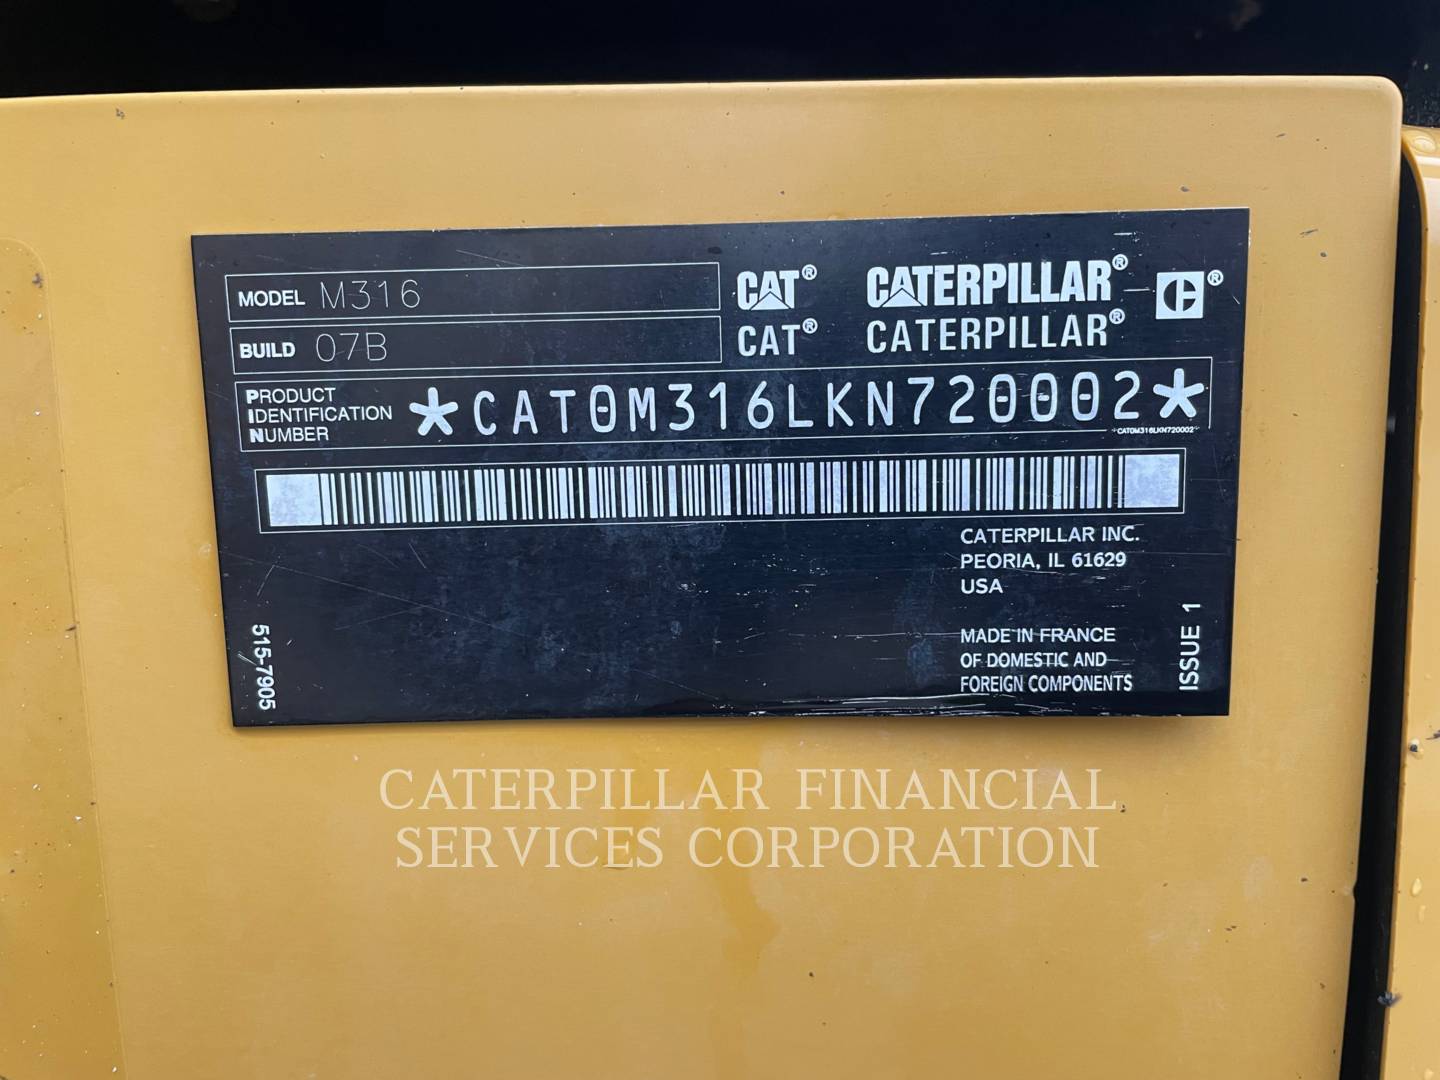 MODEL M316
BUILD 07B
CAT® CATERPILLAR® ®
CAT® CATERPILLAR®
PRODUCT
IDENTIFICATION
NUMBER
*CAT0M316LKN720002*
*CAT0M316LKN720002*
CATERPILLAR INC.
PEORIA, IL 61629
USA
MADE IN FRANCE
OF DOMESTIC AND
FOREIGN COMPONENTS
515-7905
ISSUE 1
CATERPILLAR FINANCIAL
SERVICES CORPORATION